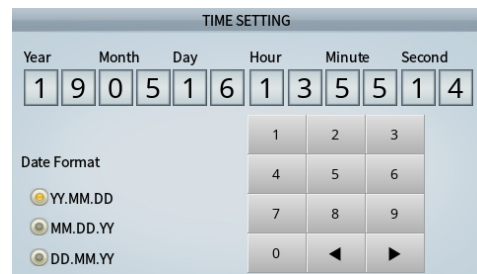 TIME SETTING
Year Month Day Hour Minute Second
1 9 0 5 1 6 1 3 5 5 1 4
1 2 3
Date Format
4 5 6
YY.MM.DD
7 8 9
MM.DD.YY
0 ◀ ▶
DD.MM.YY